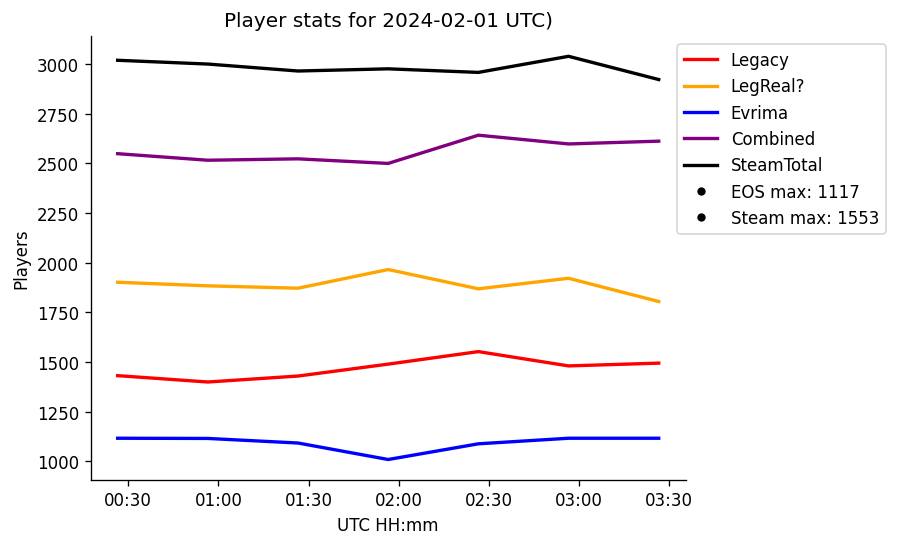 Player stats for 2024-02-01 UTC)
3000
2750
2500
2250
2000
1750
1500
1250
1000
Players
00:30 01:00 01:30 02:00 02:30 03:00 03:30
UTC HH:mm
Legacy
LegReal?
Evrima
Combined
SteamTotal
EOS max: 1117
Steam max: 1553